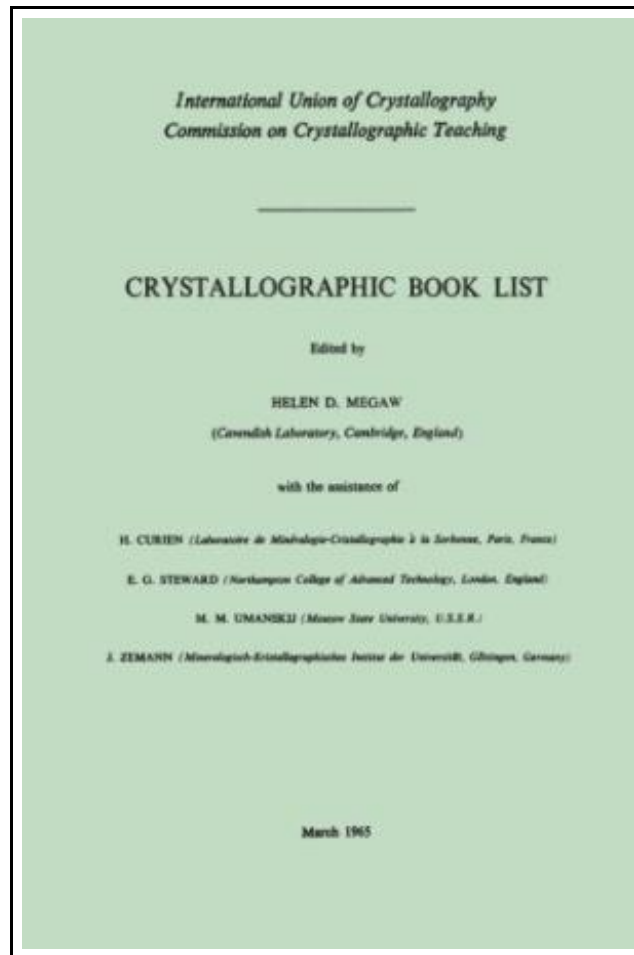 International Union of Crystallography
Commission on Crystallographic Teaching
CRYSTALLOGRAPHIC BOOK LIST
Edited by
HELEN D. MEGAW
(Cavendish Laboratory, Cambridge, England)
with the assistance of
H. CURIEN (Laboratoire de Minéralogie-Cristallographie à la Sorbonne, Paris, France)
E. G. STEWARD (Northampton College of Advanced Technology, London, England)
M. M. UMANSKIJ (Moscow State University, U.S.S.R.)
J. ZEMANN (Mineralogisch-Kristallographisches Institut der Universität, Göttingen, Germany)
March 1965